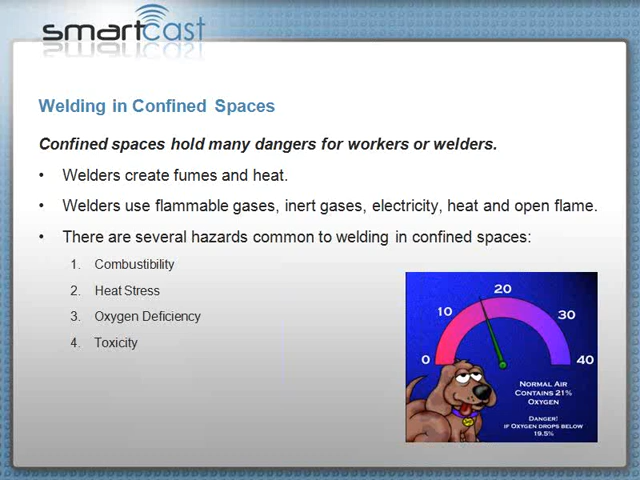 smartcast
Welding in Confined Spaces
Confined spaces hold many dangers for workers or welders.
• Welders create fumes and heat.
• Welders use flammable gases, inert gases, electricity, heat and open flame.
• There are several hazards common to welding in confined spaces:
1. Combustibility
2. Heat Stress
3. Oxygen Deficiency
4. Toxicity
0 10 20 30 40
NORMAL AIR
CONTAINS 21%
OXYGEN
DANGER!
IF OXYGEN DROPS BELOW
19.5%